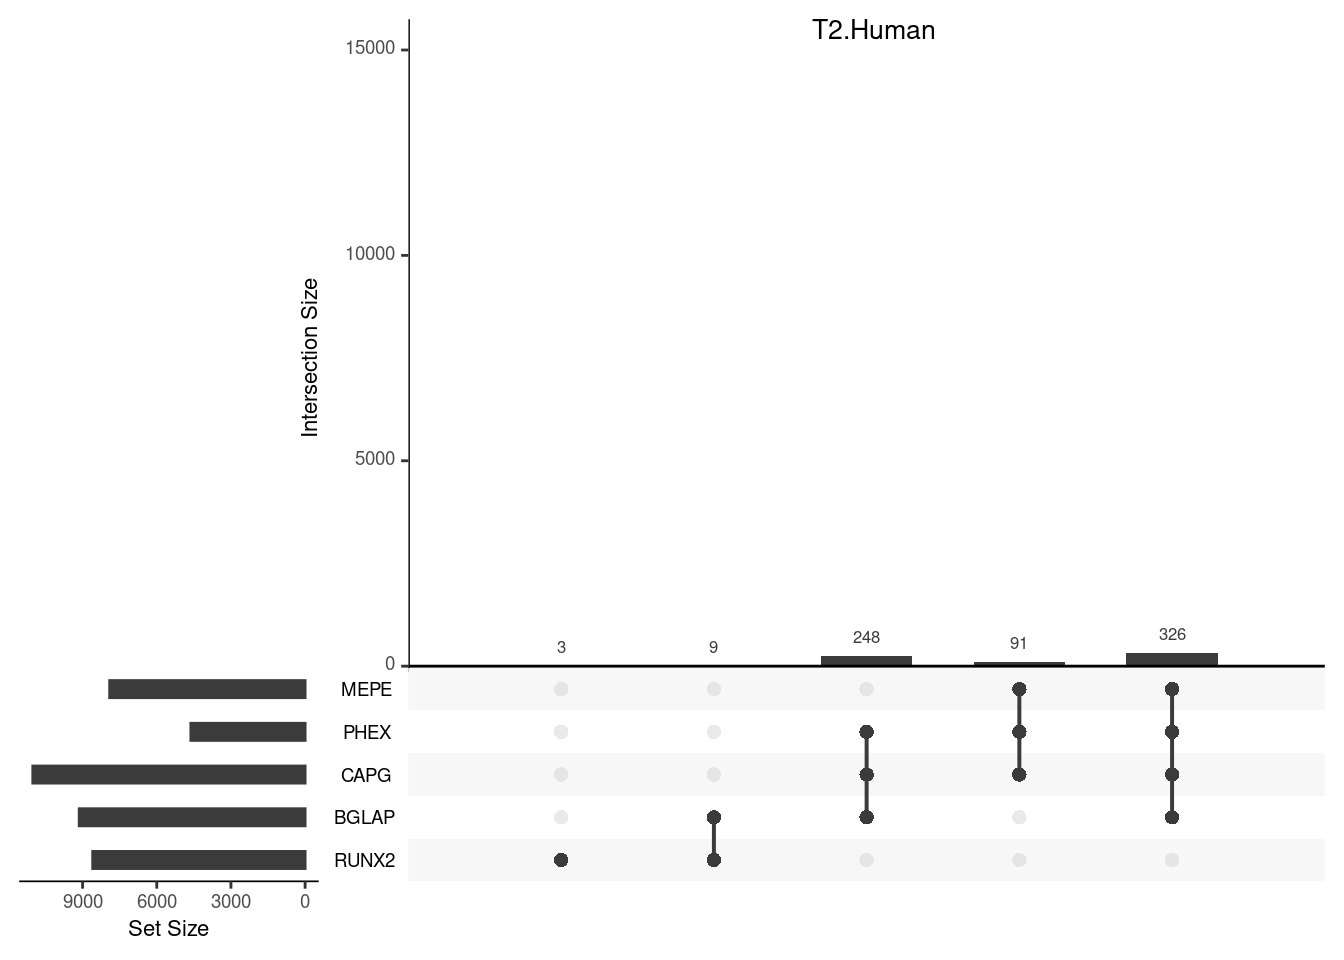 T2.Human
15000
10000
5000
0
Intersection Size
3
9
248
91
326
MEPE
PHEX
CAPG
BGLAP
RUNX2
9000 6000 3000 0
Set Size